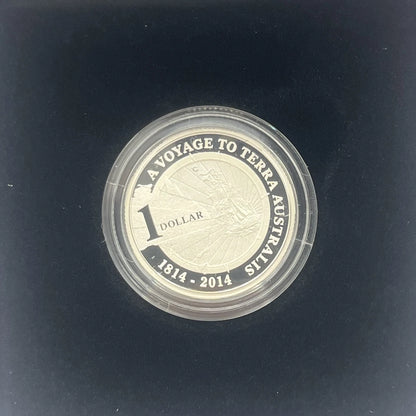 A VOYAGE TO TERRA AUSTRALIS
1
DOLLAR
1814 - 2014